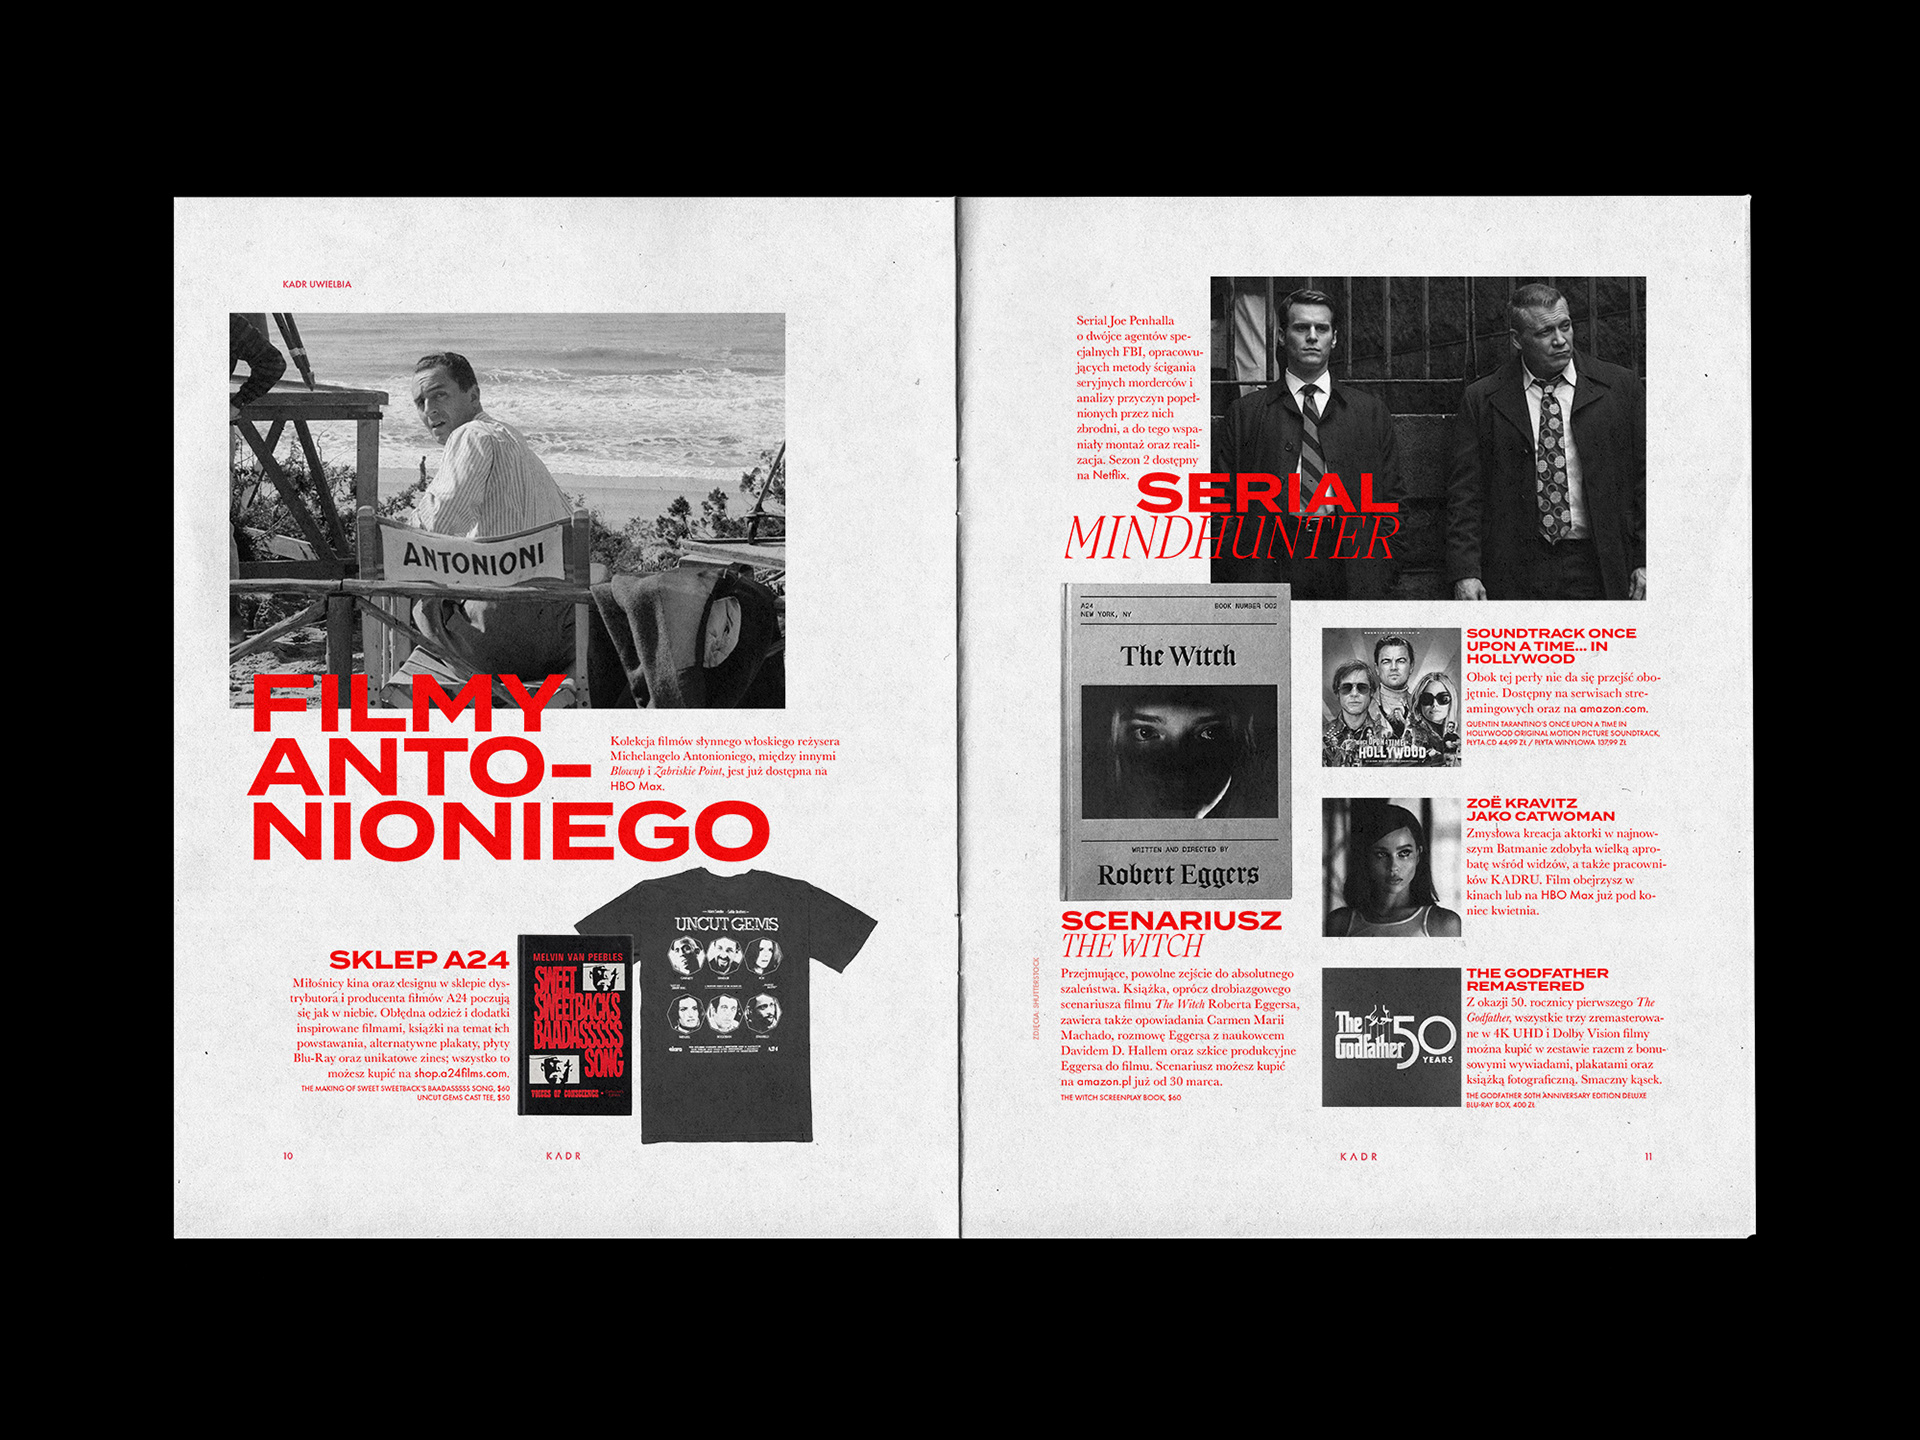 KADR UWIELBIA
ANTONIONI
FILMY
ANTO-
NIONIEGO
Kolekcja filmów słynnego włoskiego reżysera
Michelangelo Antonioniego, między innymi
Blowup i Zabriskie Point, jest już dostępna na
HBO Max.
SKLEP A24
Miłośnicy kina oraz designu w sklepie dys-
trybutora i producenta filmów A24 poczują
się jak w niebie. Obłędna odzież i dodatki
inspirowane filmami, książki na temat ich
powstawania, alternatywne plakaty, płyty
Blu-Ray oraz unikatowe zines; wszystko to
możesz kupić na shop.a24films.com.
THE MAKING OF SWEET SWEETBACK'S BAADASSSSS SONG, $60
UNCUT GEMS CAST TEE, $50
MELVIN VAN PEEBLES
SWEET
SWEETBACKS
BAADASSSSS
SONG
VOICES OF CONSCIENCE
UNCUT GEMS
A24
10
KADR
Serial Joe Penhalla
o dwójce agentów spe-
cjalnych FBI, opracowu-
jących metody ścigania
seryjnych morderców i
analizy przyczyn popeł-
nionych przez nich
zbrodni, a do tego wspa-
niały montaż oraz reali-
zacja. Sezon 2 dostępny
na Netflix.
SERIAL
MINDHUNTER
A24
NEW YORK, NY
BOOK NUMBER 002
The Witch
WRITTEN AND DIRECTED BY
Robert Eggers
SCENARIUSZ
THE WITCH
Przejmujące, powolne zejście do absolutnego
szaleństwa. Książka, oprócz drobiazgowego
scenariusza filmu The Witch Roberta Eggersa,
zawiera także opowiadania Carmen Marii
Machado, rozmowę Eggersa z naukowcem
Davidem D. Hallem oraz szkice produkcyjne
Eggersa do filmu. Scenariusz możesz kupić
na amazon.pl już od 30 marca.
THE WITCH SCREENPLAY BOOK, $60
ZDJĘCIA: SHUTTERSTOCK
HOLLYWOOD
SOUNDTRACK ONCE
UPON A TIME... IN
HOLLYWOOD
Obok tej perły nie da się przejść obo-
jętnie. Dostępny na serwisach stre-
amingowych oraz na amazon.com.
QUENTIN TARANTINO'S ONCE UPON A TIME IN
HOLLYWOOD ORIGINAL MOTION PICTURE SOUNDTRACK,
PŁYTA CD 44,99 ZŁ / PŁYTA WINYLOWA 137,99 ZŁ
ZOË KRAVITZ
JAKO CATWOMAN
Zmysłowa kreacja aktorki w najnow-
szym Batmanie zdobyła wielką apro-
batę wśród widzów, a także pracowni-
ków KADRU. Film obejrzysz w
kinach lub na HBO Max już pod ko-
niec kwietnia.
The
Godfather
50
YEARS
THE GODFATHER
REMASTERED
Z okazji 50. rocznicy pierwszego The
Godfather, wszystkie trzy zremasterowa-
ne w 4K UHD i Dolby Vision filmy
można kupić w zestawie razem z bonu-
sowymi wywiadami, plakatami oraz
książką fotograficzną. Smaczny kąsek.
THE GODFATHER 50TH ANNIVERSARY EDITION DELUXE
BLU-RAY BOX, 400 ZŁ
KADR
11